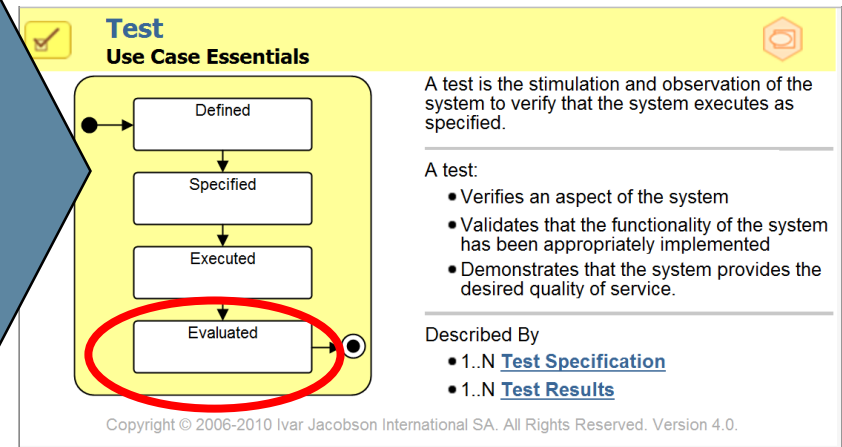 Test
Use Case Essentials
Defined
Specified
Executed
Evaluated
A test is the stimulation and observation of the
system to verify that the system executes as
specified.
A test:
Verifies an aspect of the system
Validates that the functionality of the system
has been appropriately implemented
Demonstrates that the system provides the
desired quality of service.
Described By
1..N Test Specification
1..N Test Results
Copyright © 2006-2010 Ivar Jacobson International SA. All Rights Reserved. Version 4.0.